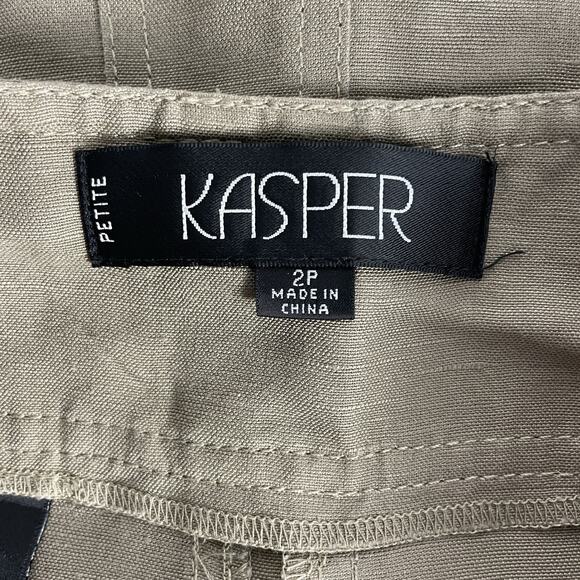 PETITE
KASPER
2P
MADE IN
CHINA